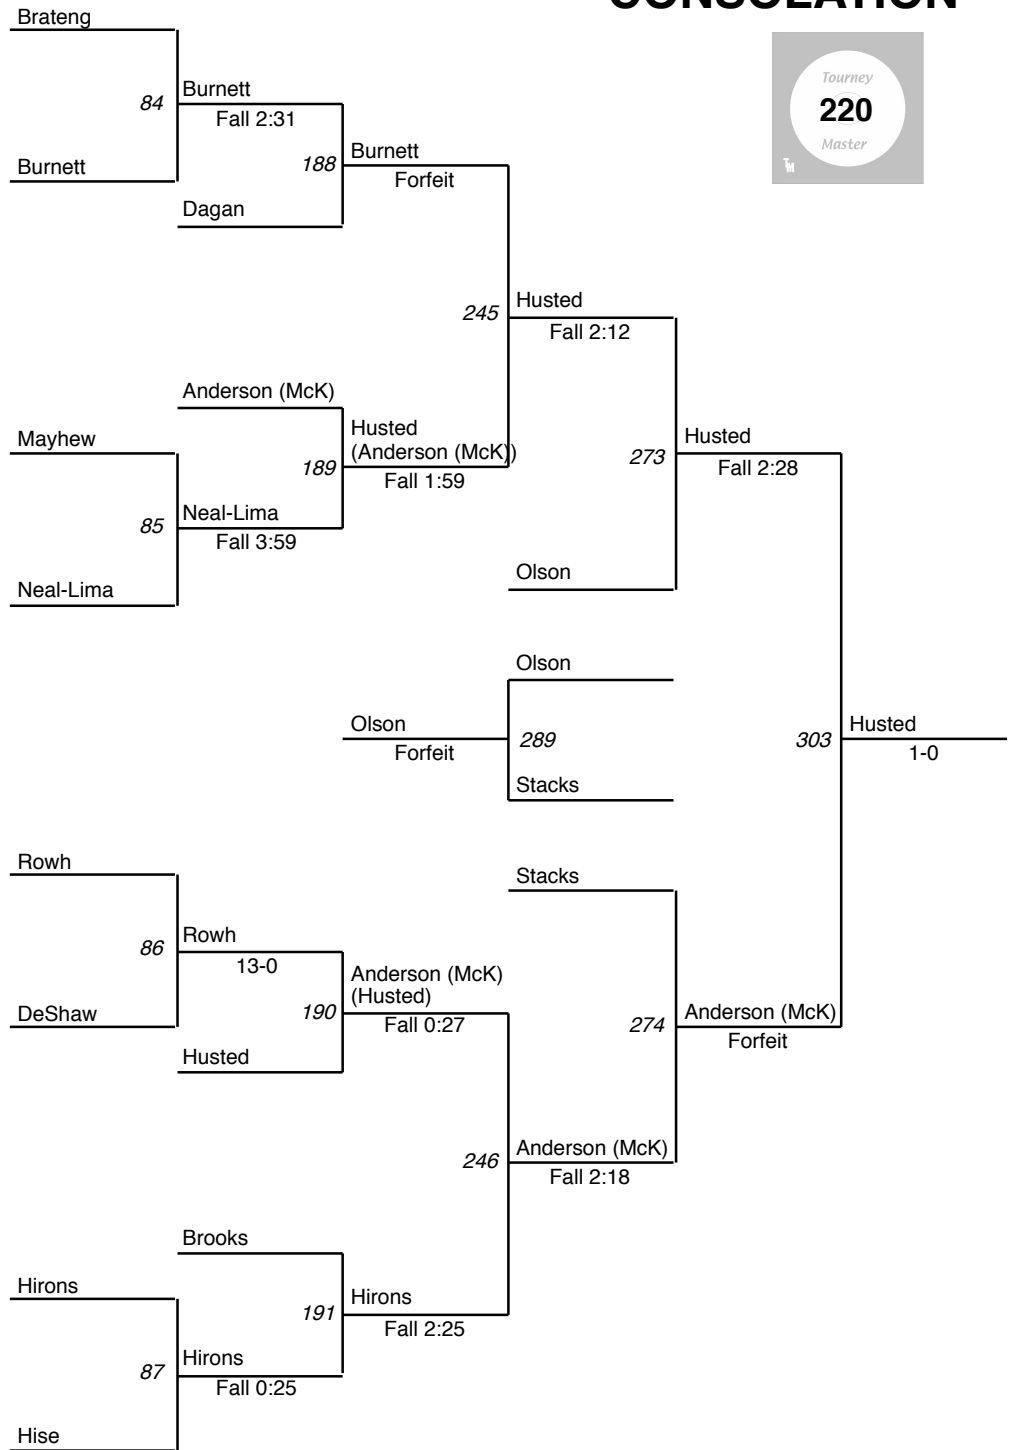 CONSOLATION
Brateng
Tourney
220
Master
TM
84
Burnett
Fall 2:31
Burnett
188
Burnett
Forfeit
Dagan
245
Husted
Fall 2:12
Anderson (McK)
Mayhew
Husted
(Anderson (McK))
189
Fall 1:59
273
Husted
Fall 2:28
85
Neal-Lima
Fall 3:59
Neal-Lima
Olson
Olson
Olson
Forfeit
289
Stacks
303
Husted
1-0
Rowh
Stacks
86
Rowh
13-0
Anderson (McK)
(Husted)
190
Fall 0:27
DeShaw
274
Anderson (McK)
Forfeit
Husted
246
Anderson (McK)
Fall 2:18
Brooks
Hirons
191
Hirons
Fall 2:25
87
Hirons
Fall 0:25
Hise